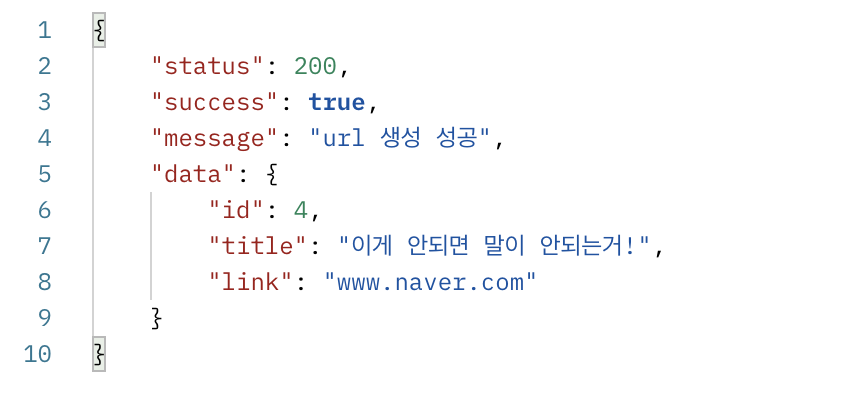 1 {
2 "status": 200,
3 "success": true,
4 "message": "url 생성 성공",
5 "data": {
6 "id": 4,
7 "title": "이게 안되면 말이 안되는거!",
8 "link": "www.naver.com"
9 }
10 }